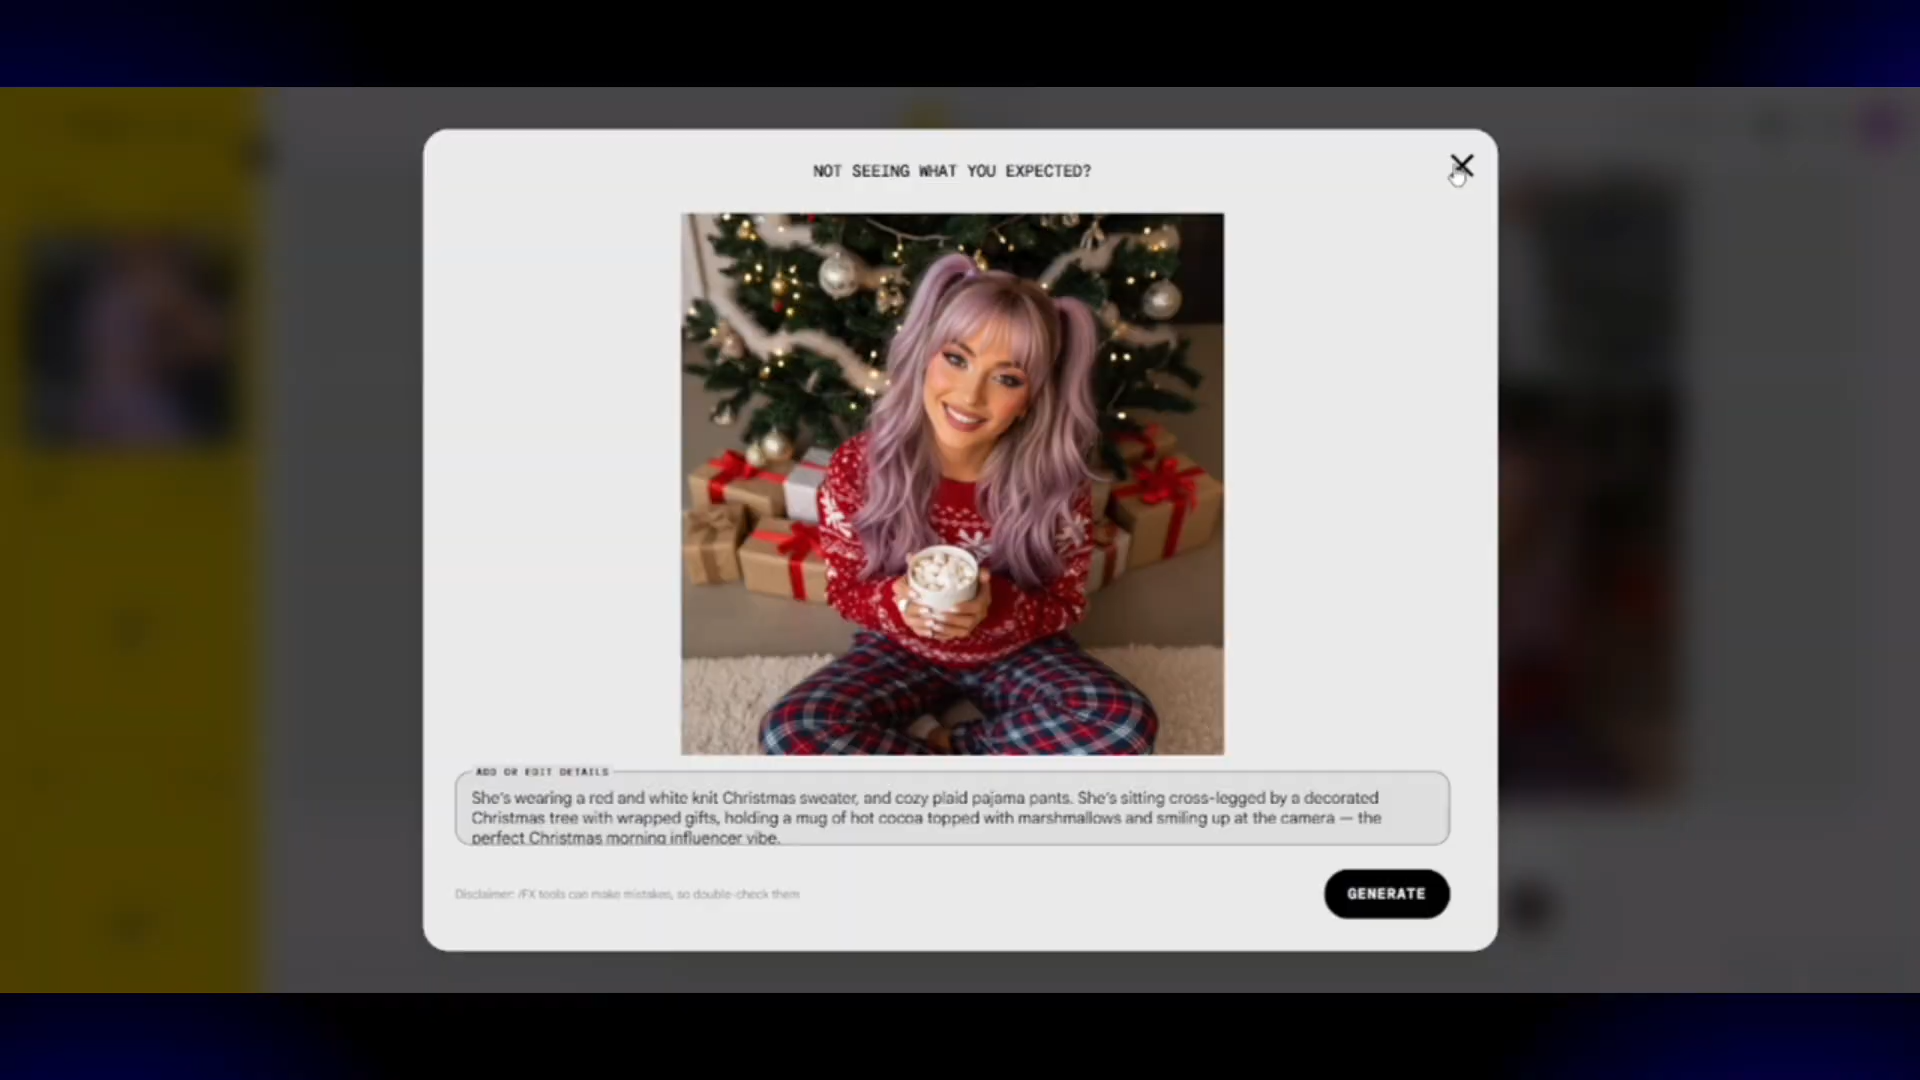 NOT SEEING WHAT YOU EXPECTED?
ADD OR EDIT DETAILS
She's wearing a red and white knit Christmas sweater, and cozy plaid pajama pants. She's sitting cross-legged by a decorated
Christmas tree with wrapped gifts, holding a mug of hot cocoa topped with marshmallows and smiling up at the camera — the
perfect Christmas morning influencer vibe.
Disclaimer: /FX tools can make mistakes, so double-check them
GENERATE